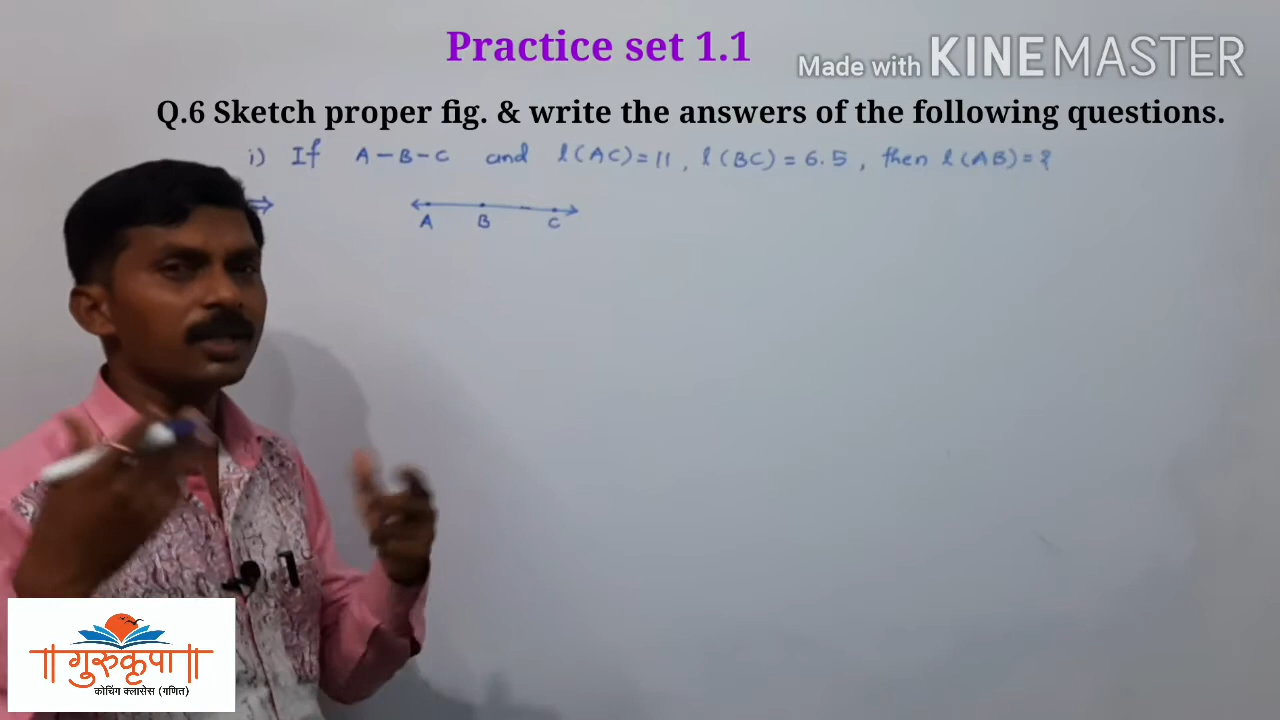 Practice set 1.1
Made with KINEMASTER
Q.6 Sketch proper fig. & write the answers of the following questions.
i) If A-B-C and l(AC)=11, l(BC)=6.5, then l(AB)=?
⇒
A B C
॥ गुरुकृपा ॥
कोचिंग क्लासेस (गणित)